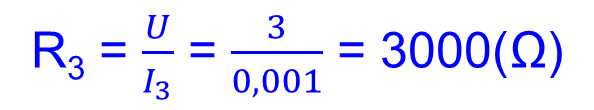 R₃ = U/I₃ = 3/0,001 = 3000(Ω)